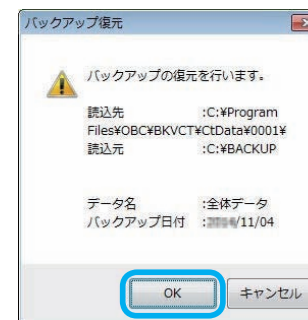 バックアップ復元
バックアップの復元を行います。
読込先 :C:¥Program
Files¥OBC¥BKVCT¥CtData¥0001¥
読込元 :C:¥BACKUP
データ名 :全体データ
バックアップ日付 : /11/04
OK キャンセル